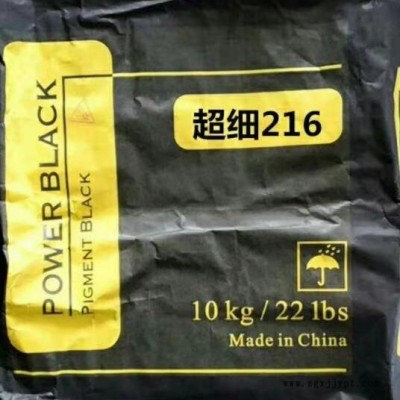 POWER BLACK
PIGMENT BLACK
超细216
10 kg / 22 lbs
Made in China